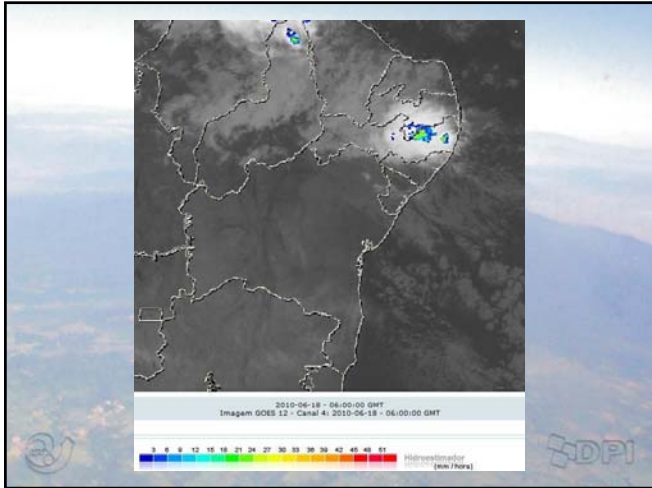 2010-06-18 - 06:00:00 GMT
Imagem GOES 12 - Canal 4: 2010-06-18 - 06:00:00 GMT
3 6 9 12 15 18 21 24 27 30 33 36 39 42 45 48 51
Hidroestimador
(mm/hora)
DPI